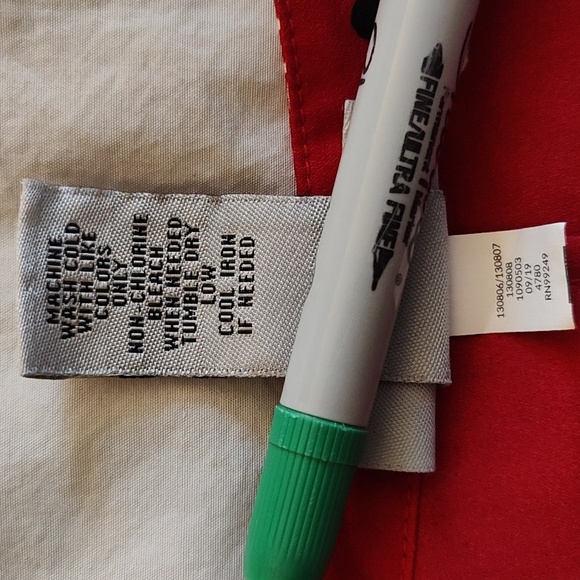 MACHINE
WASH COLD
WITH LIKE
COLORS
ONLY
NON-CHLORINE
BLEACH
WHEN NEEDED
TUMBLE DRY
LOW
COOL IRON
IF NEEDED
FINE/ULTRA FINE
®
130806/130807
130808
1090503
09/19
4780
RN99249